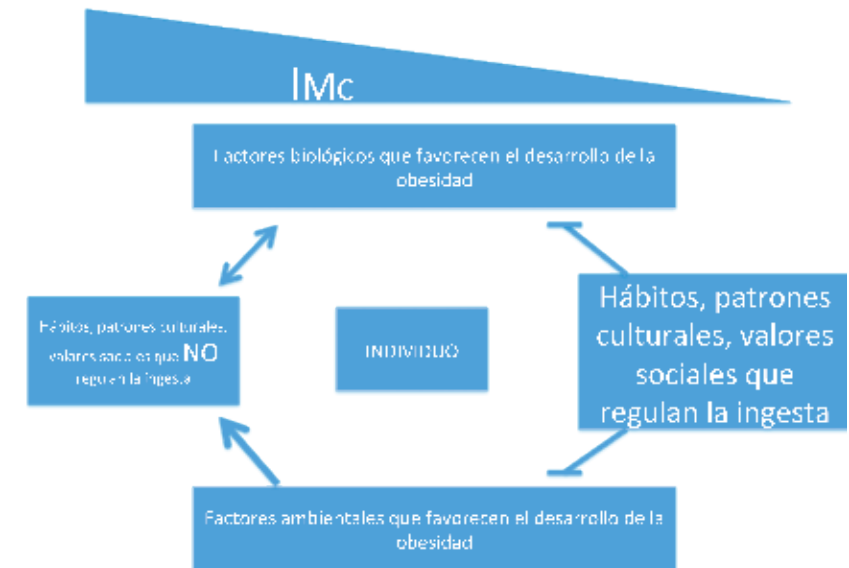 IMc
Factores biológicos que favorecen el desarrollo de la
obesidad
Hábitos, patrones culturales,
valores sociales que NO
regulan la ingesta
INDIVIDUO
Hábitos, patrones
culturales, valores
sociales que
regulan la ingesta
Factores ambientales que favorecen el desarrollo de la
obesidad